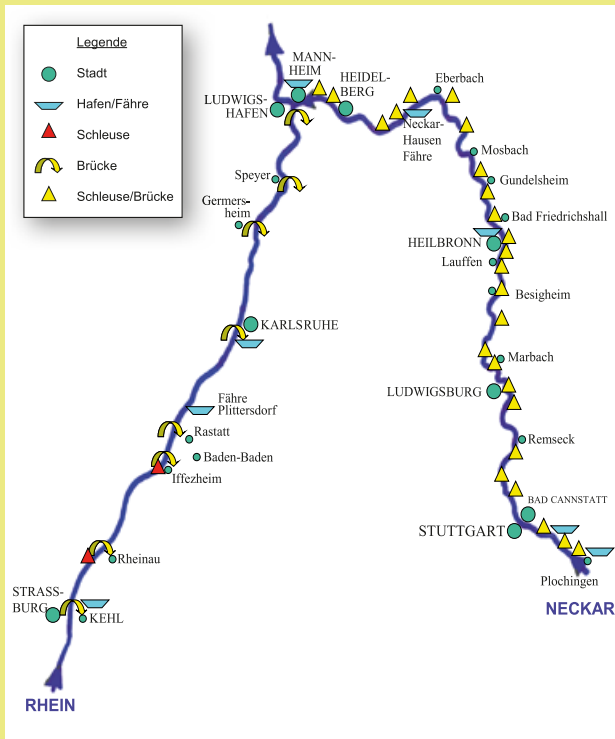 Legende
Stadt
Hafen/Fähre
Schleuse
Brücke
Schleuse/Brücke
MANN-
HEIM
HEIDEL-
BERG
LUDWIGS-
HAFEN
Eberbach
Neckar-
Hausen
Fähre
Mosbach
Speyer
Gundelsheim
Germers-
heim
Bad Friedrichshall
HEILBRONN
Lauffen
Besigheim
KARLSRUHE
Marbach
LUDWIGSBURG
Fähre
Plittersdorf
Rastatt
Remseck
Baden-Baden
Iffezheim
BAD CANNSTATT
STUTTGART
Rheinau
Plochingen
STRASS-
BURG
KEHL
NECKAR
RHEIN